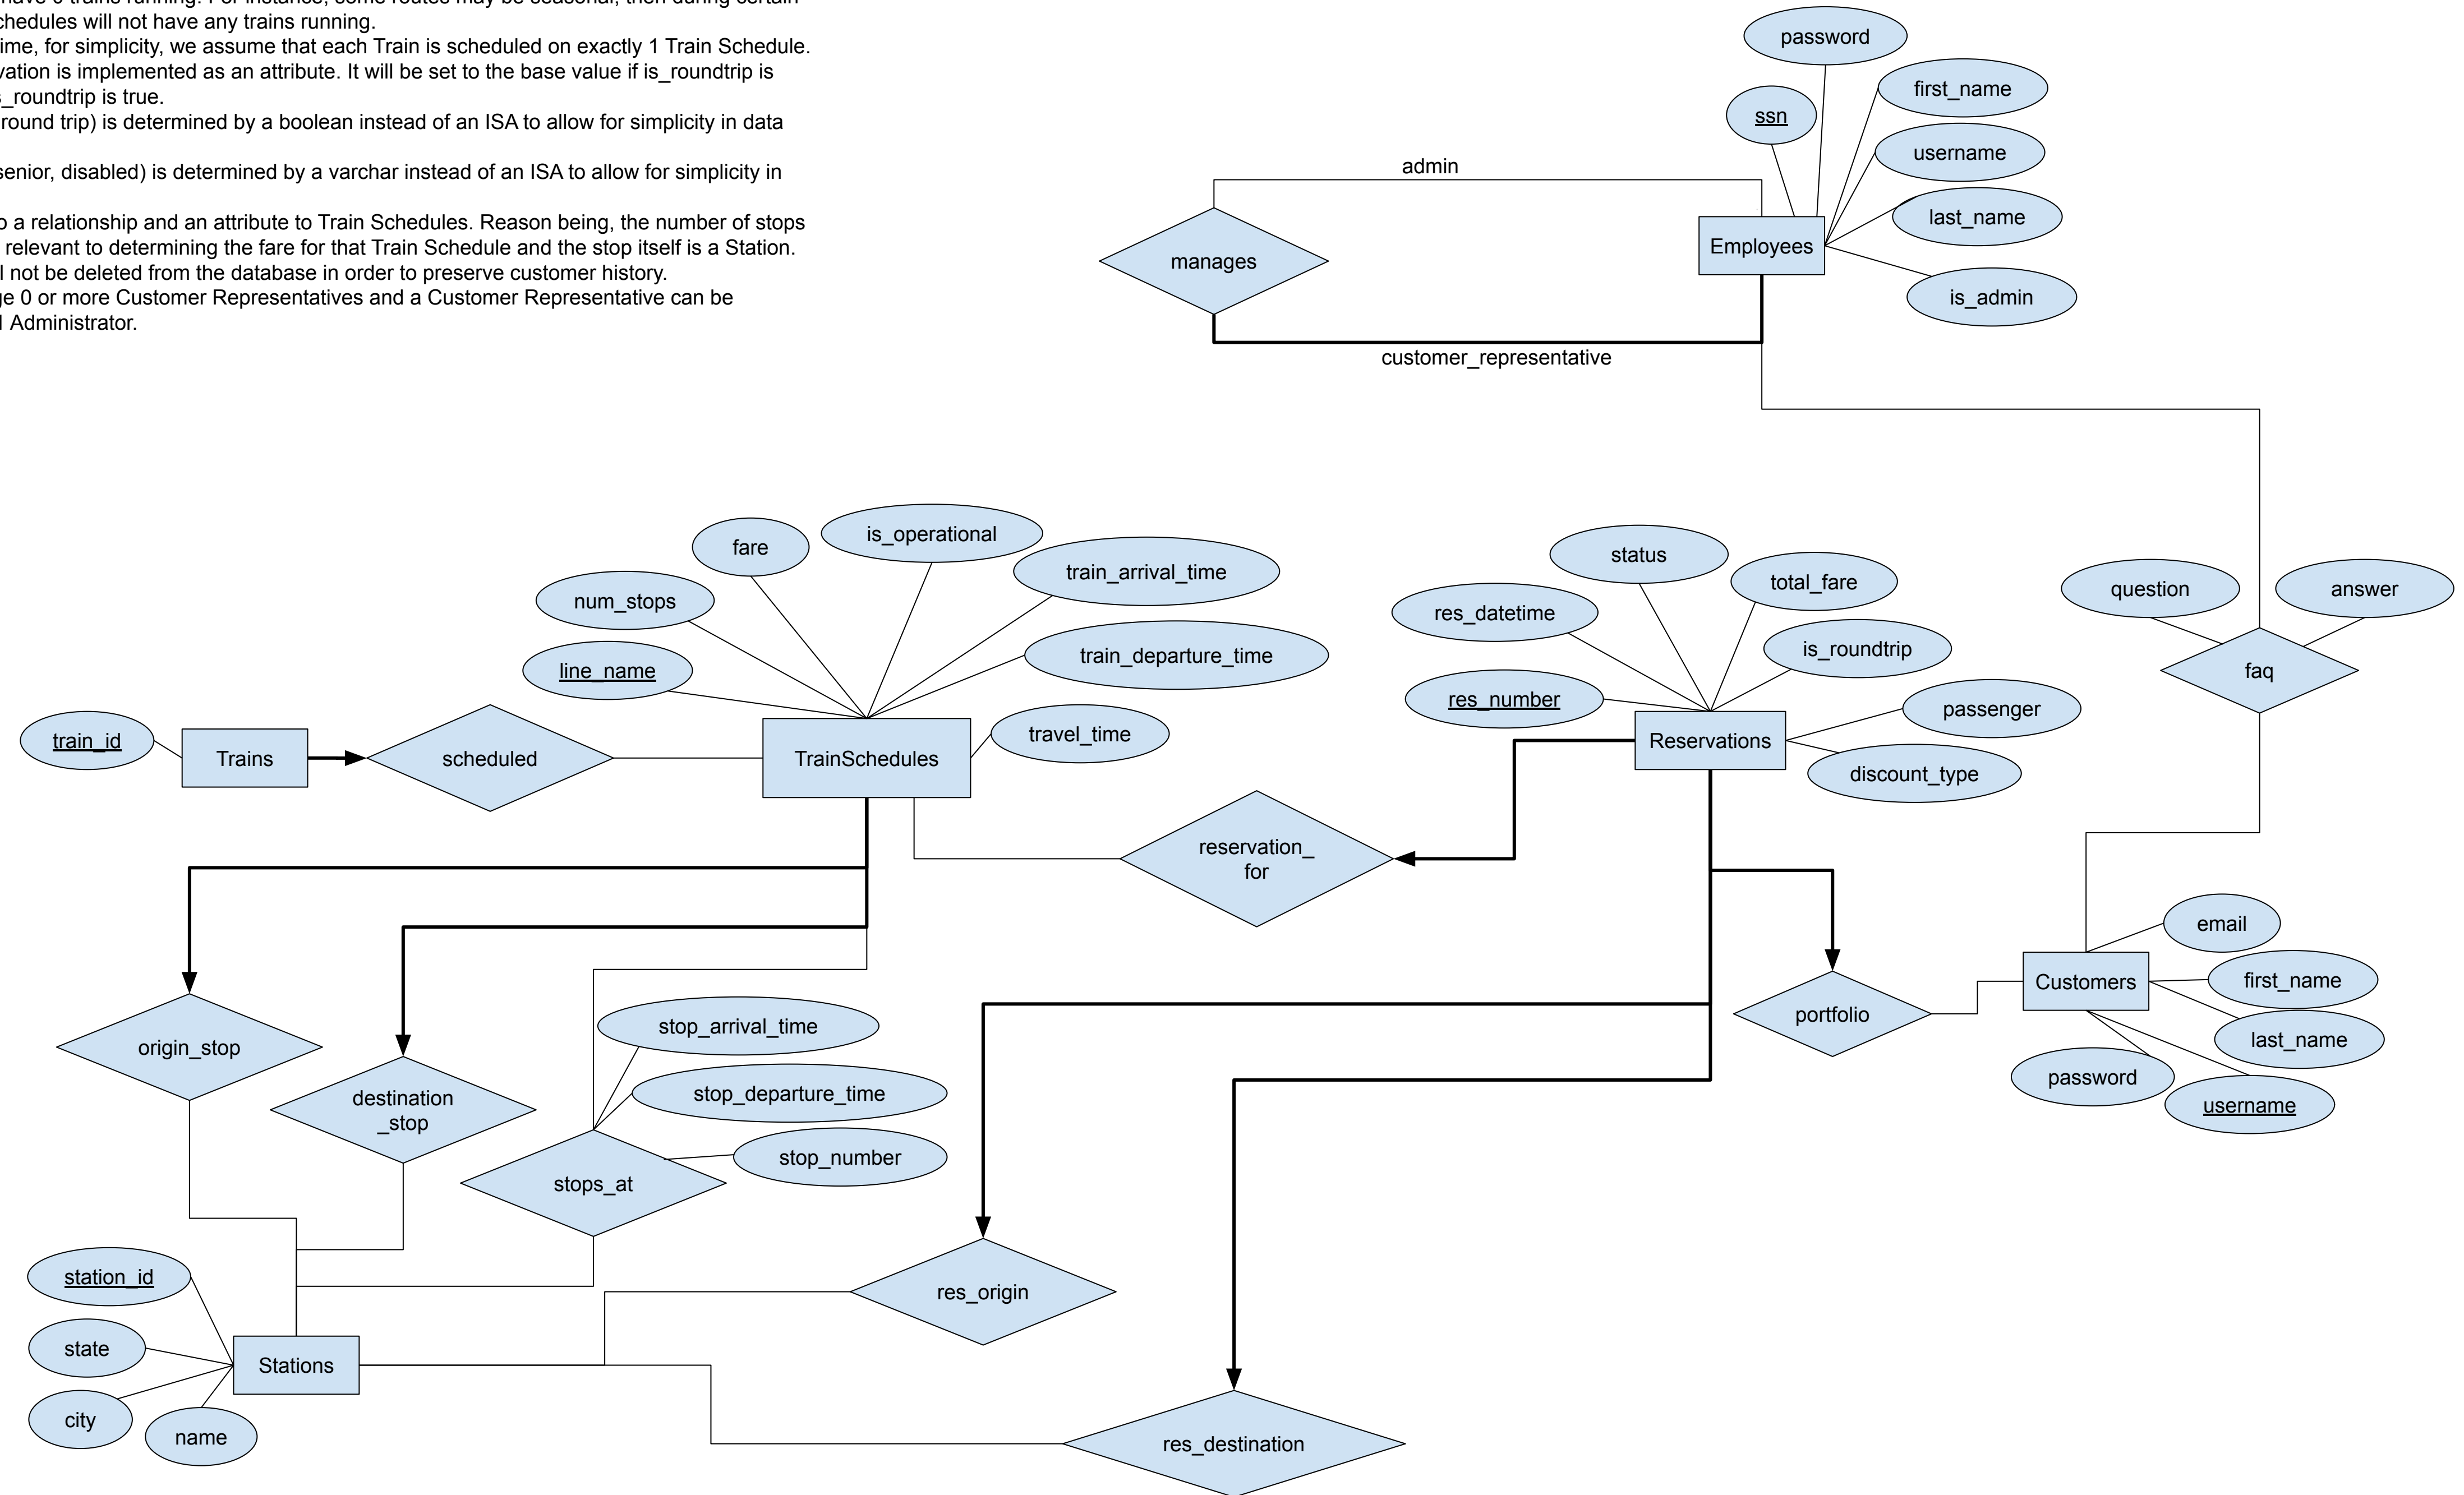 have 0 trains running. For instance, some routes may be seasonal, then during certain
chedules will not have any trains running.
ime, for simplicity, we assume that each Train is scheduled on exactly 1 Train Schedule.
vation is implemented as an attribute. It will be set to the base value if is_roundtrip is
s_roundtrip is true.
round trip) is determined by a boolean instead of an ISA to allow for simplicity in data
senior, disabled) is determined by a varchar instead of an ISA to allow for simplicity in
o a relationship and an attribute to Train Schedules. Reason being, the number of stops
relevant to determining the fare for that Train Schedule and the stop itself is a Station.
l not be deleted from the database in order to preserve customer history.
ge 0 or more Customer Representatives and a Customer Representative can be
1 Administrator.
password
first_name
ssn
username
admin
last_name
Employees
manages
is_admin
customer_representative
is_operational
fare
status
train_arrival_time
total_fare
question
answer
num_stops
res_datetime
is_roundtrip
train_departure_time
line_name
faq
res_number
passenger
train_id
travel_time
Trains
scheduled
TrainSchedules
Reservations
discount_type
reservation_
for
email
first_name
Customers
portfolio
stop_arrival_time
origin_stop
last_name
password
stop_departure_time
destination
_stop
username
stop_number
stops_at
station_id
res_origin
state
Stations
city
name
res_destination